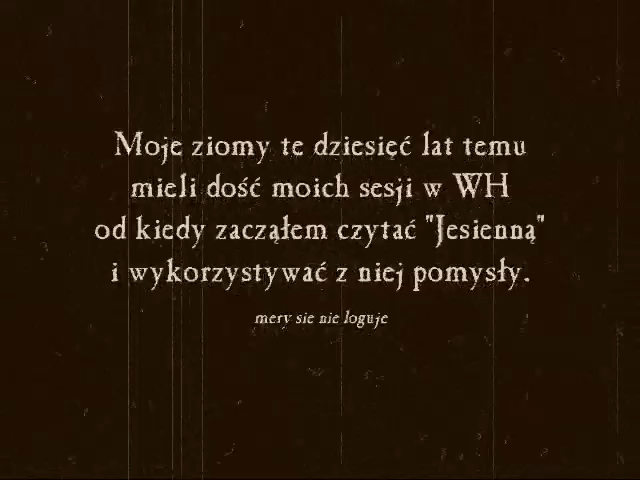 Moje ziomy te dziesięć lat temu
mieli dość moich sesji w WH
od kiedy zacząłem czytać "Jesienną"
i wykorzystywać z niej pomysły.
merv sie nie loguje